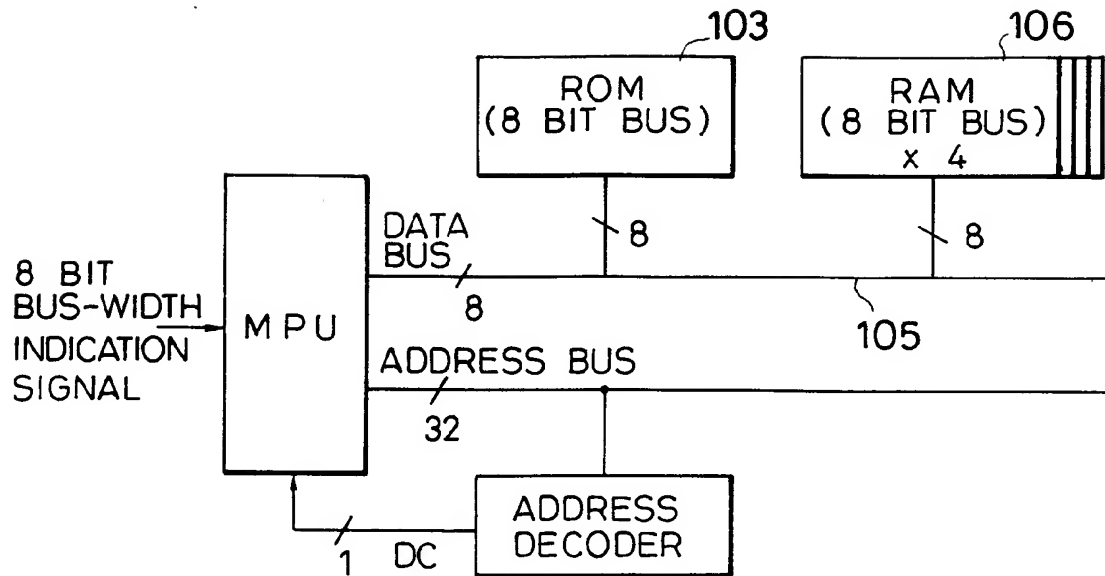 103
106
ROM
(8 BIT BUS)
RAM
(8 BIT BUS)
x 4
DATA
BUS
8
8
8
8 BIT
BUS-WIDTH
INDICATION
SIGNAL
MPU
105
ADDRESS BUS
32
ADDRESS
DECODER
1
DC